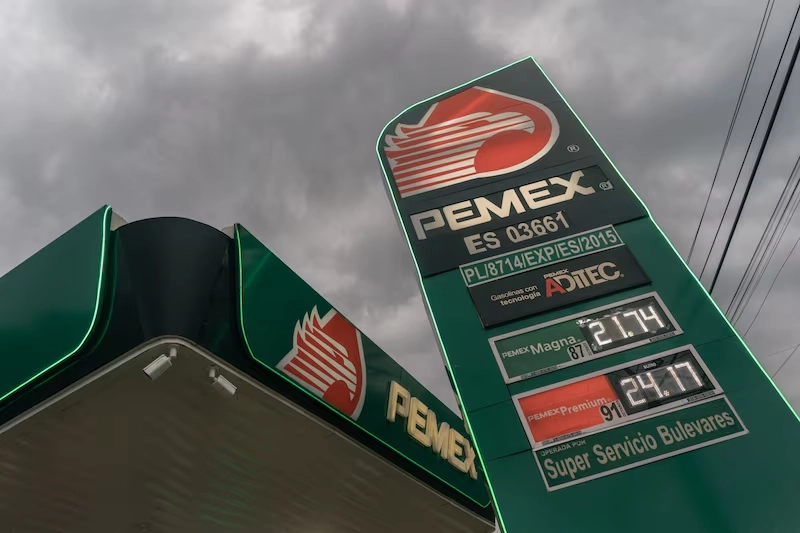 PEMEX
ES 03661
PL/8714/EXP/ES/2015
Gasolinas con
tecnología
PEMEX
ADITEC
PEMEX Magna
87
21.74
PEMEX Premium
91
24.17
OPERADA POR
Super Servicio Bulevares
PEMEX